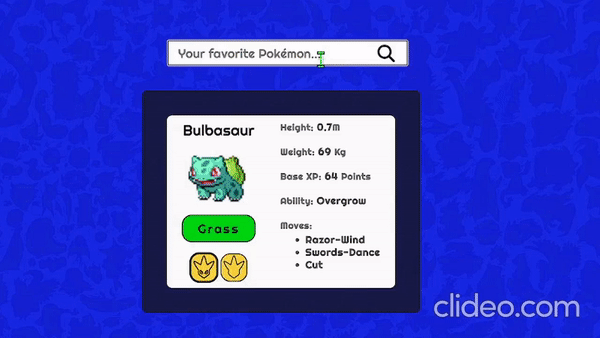 Your favorite Pokémon...
Bulbasaur
Grass
Height: 0.7M
Weight: 69 Kg
Base XP: 64 Points
Ability: Overgrow
Moves:
• Razor-Wind
• Swords-Dance
• Cut
clideo.com